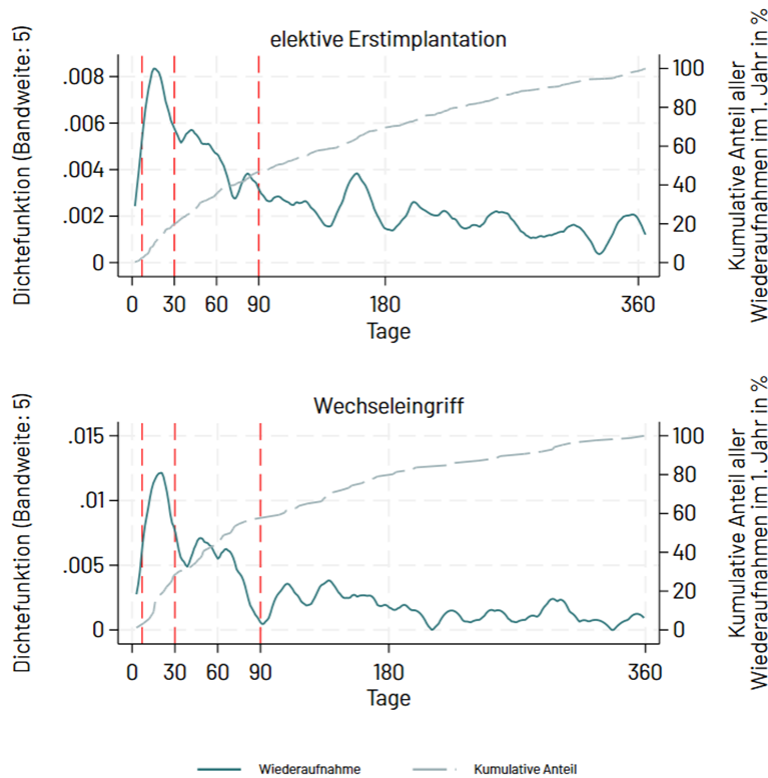 elektive Erstimplantation
Dichtefunktion (Bandweite: 5)
.008
.006
.004
.002
0
100
80
60
40
20
0
Kumulative Anteil aller
Wiederaufnahmen im 1. Jahr in %
0 30 60 90 180 360
Tage
Wechseleingriff
Dichtefunktion (Bandweite: 5)
.015
.01
.005
0
100
80
60
40
20
0
Kumulative Anteil aller
Wiederaufnahmen im 1. Jahr in %
0 30 60 90 180 360
Tage
Wiederaufnahme Kumulative Anteil